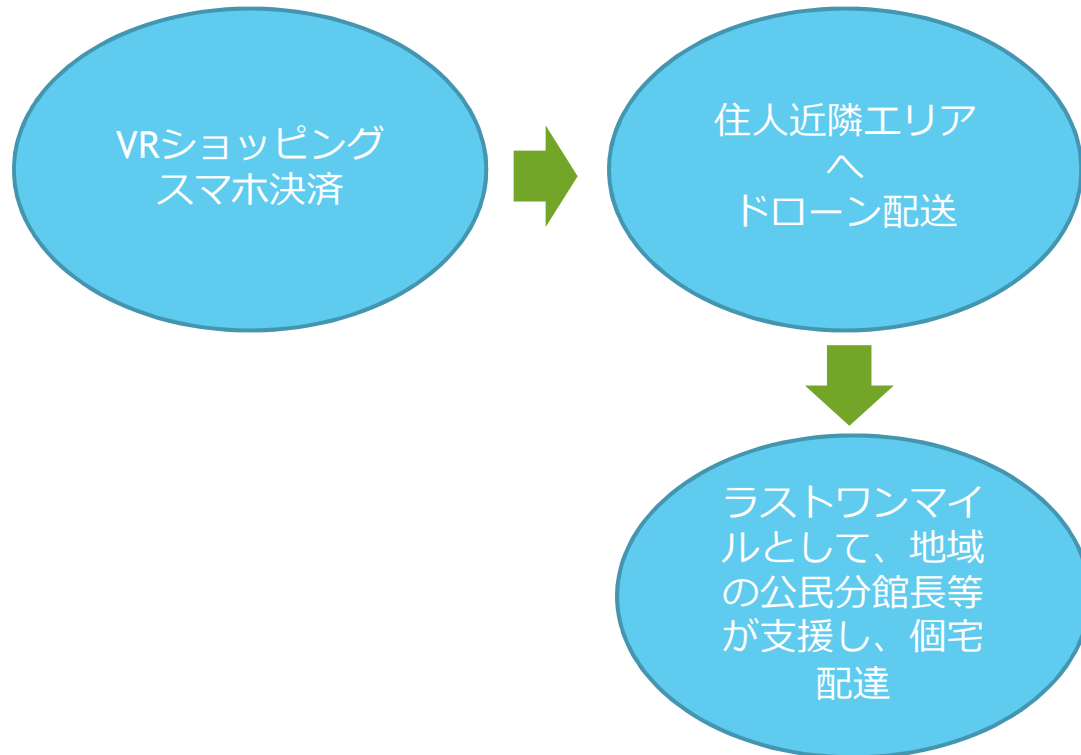 VRショッピング
スマホ決済
住人近隣エリア
へ
ドローン配送
ラストワンマイ
ルとして、地域
の公民分館長等
が支援し、個宅
配達